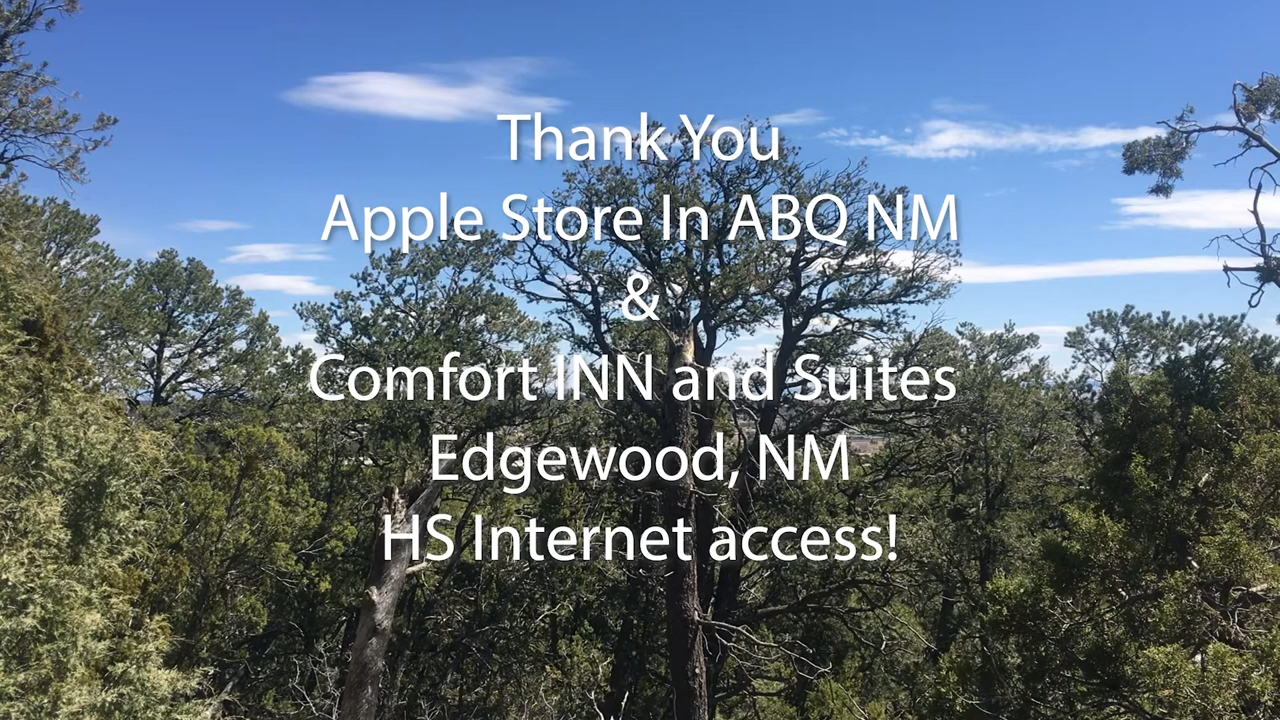 Thank You
Apple Store In ABQ NM
&
Comfort INN and Suites
Edgewood, NM
HS Internet access!